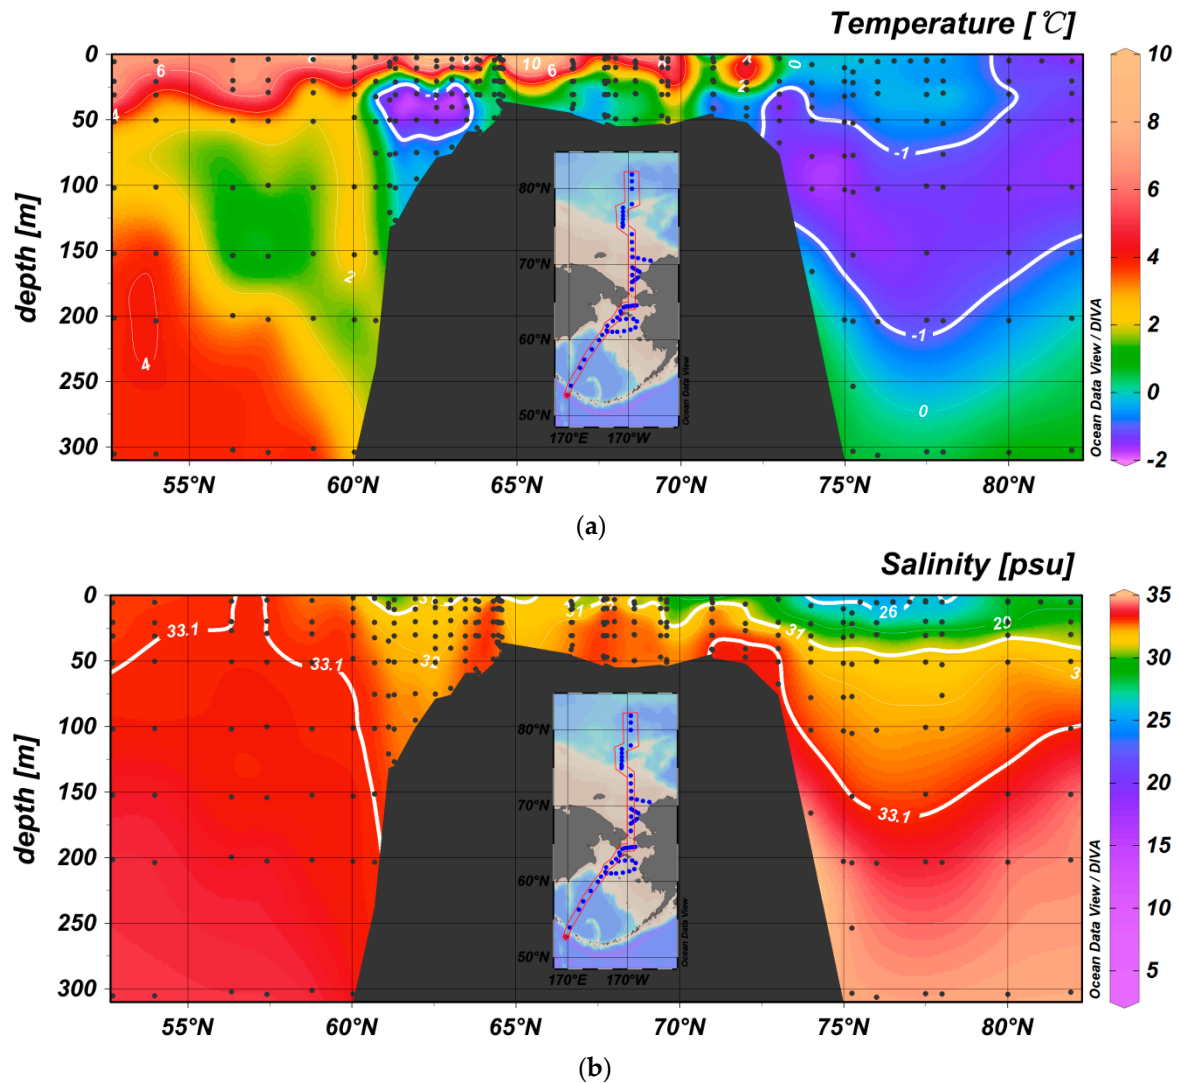 Temperature [℃]
0
50
100
150
200
250
300
depth [m]
6
4
10
6
4
2
0
-1
-1
2
4
-1
0
80°N
70°N
60°N
50°N
170°E 170°W
Ocean Data View
Ocean Data View / DIVA
10
8
6
4
2
0
-2
55°N 60°N 65°N 70°N 75°N 80°N
(a)
Salinity [psu]
0
50
100
150
200
250
300
depth [m]
33.1
33.1
31
31
26
29
33.1
80°N
70°N
60°N
50°N
170°E 170°W
Ocean Data View
Ocean Data View / DIVA
35
30
25
20
15
10
5
55°N 60°N 65°N 70°N 75°N 80°N
(b)